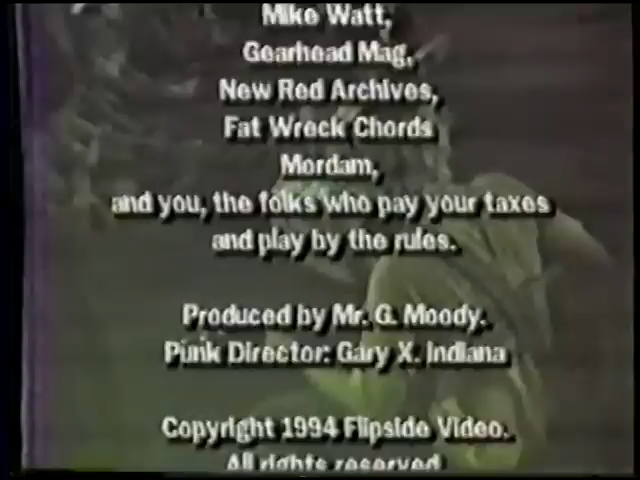 Mike Watt,
Gearhead Mag,
New Red Archives,
Fat Wreck Chords
Mordam,
and you, the folks who pay your taxes
and play by the rules.
Produced by Mr. G. Moody.
Punk Director: Gary X. Indiana
Copyright 1994 Flipside Video.
All rights reserved